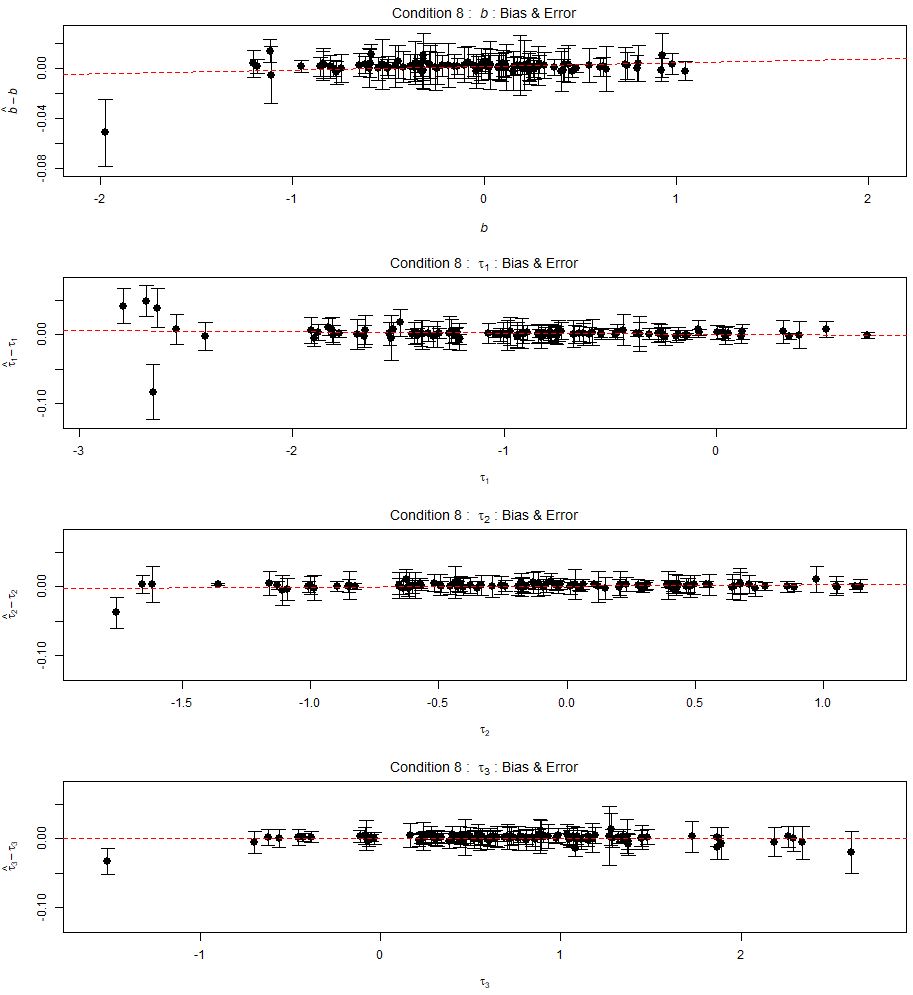 Condition 8 : b : Bias & Error
0.00
-0.04
-0.08
b̂ − b
-2
-1
0
1
2
b
Condition 8 : τ1 : Bias & Error
0.00
-0.10
τ̂1 − τ1
-3
-2
-1
0
τ1
Condition 8 : τ2 : Bias & Error
0.00
-0.10
τ̂2 − τ2
-1.5
-1.0
-0.5
0.0
0.5
1.0
τ2
Condition 8 : τ3 : Bias & Error
0.00
-0.10
τ̂3 − τ3
-1
0
1
2
τ3